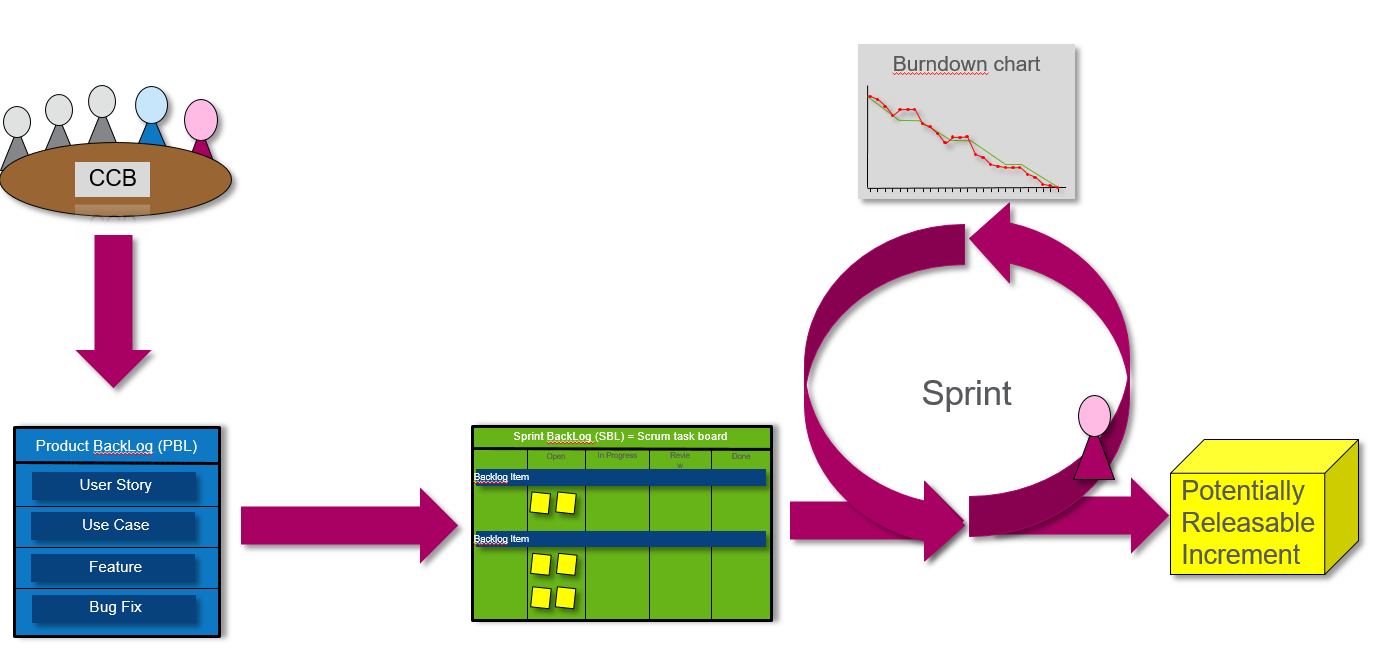 Burndown chart
CCB
Sprint
Product BackLog (PBL)
User Story
Use Case
Feature
Bug Fix
Sprint BackLog (SBL) = Scrum task board
Open
In Progress
Revie
w
Done
Backlog Item
Backlog Item
Potentially
Releasable
Increment